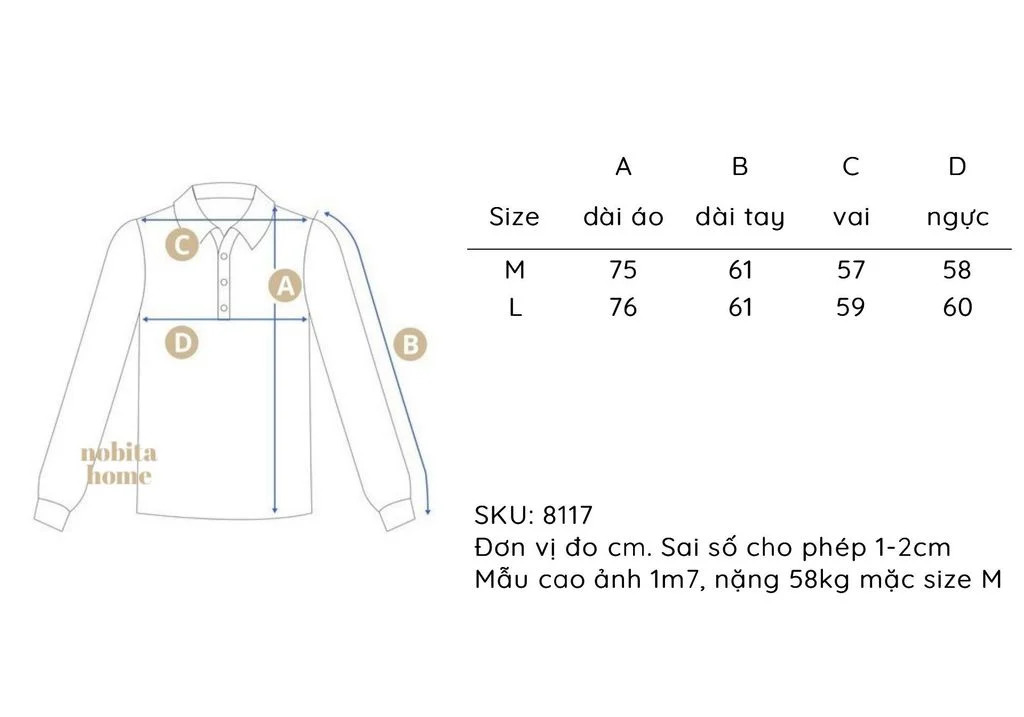 A B C D
Size dài áo dài tay vai ngực
M 75 61 57 58
L 76 61 59 60
C
A
D
B
nobita
home
SKU: 8117
Đơn vị đo cm. Sai số cho phép 1-2cm
Mẫu cao ảnh 1m7, nặng 58kg mặc size M